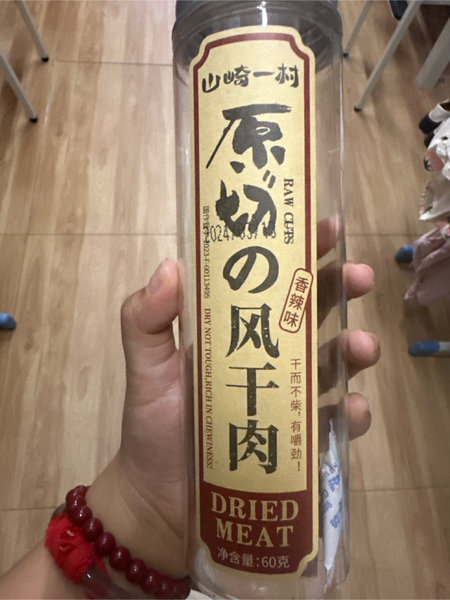 山崎一村
原切の风干肉
RAW CUTS
香辣味
干而不柴，有嚼劲！
DRY NOT TOUGH, RICH IN CHEWINESS!
DRIED
MEAT
净含量:60克